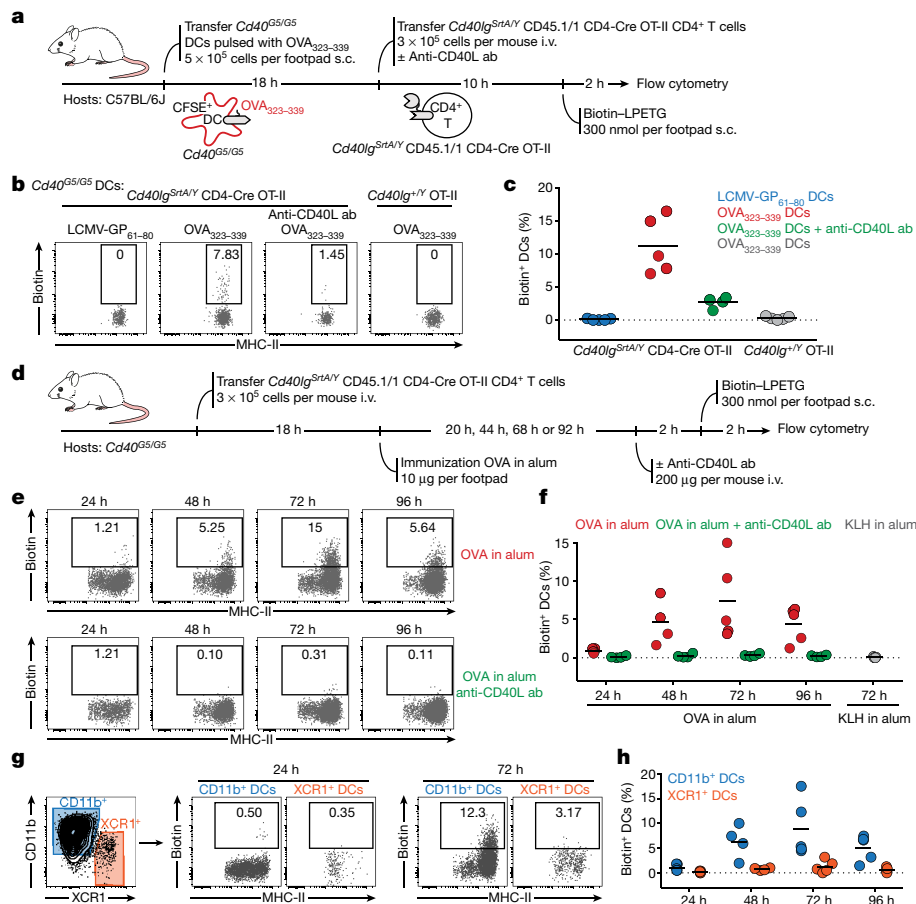 a
Transfer Cd40G5/G5
DCs pulsed with OVA323–339
5 × 10⁵ cells per footpad s.c.
Transfer Cd40lgSrtA/Y CD45.1/1 CD4-Cre OT-II CD4⁺ T cells
3 × 10⁵ cells per mouse i.v.
± Anti-CD40L ab
18 h
10 h
2 h
Flow cytometry
Hosts: C57BL/6J
CFSE⁺
DC
OVA323–339
Cd40G5/G5
CD4⁺
T
Cd40lgSrtA/Y CD45.1/1 CD4-Cre OT-II
Biotin–LPETG
300 nmol per footpad s.c.
b
Cd40G5/G5 DCs:
Cd40lgSrtA/Y CD4-Cre OT-II
Cd40lg+/Y OT-II
LCMV-GP61–80
OVA323–339
Anti-CD40L ab
OVA323–339
OVA323–339
0
7.83
1.45
0
Biotin
MHC-II
c
Biotin⁺ DCs (%)
20
15
10
5
0
LCMV-GP61–80 DCs
OVA323–339 DCs
OVA323–339 DCs + anti-CD40L ab
OVA323–339 DCs
Cd40lgSrtA/Y CD4-Cre OT-II
Cd40lg+/Y OT-II
d
Transfer Cd40lgSrtA/Y CD45.1/1 CD4-Cre OT-II CD4⁺ T cells
3 × 10⁵ cells per mouse i.v.
Biotin–LPETG
300 nmol per footpad s.c.
Hosts: Cd40G5/G5
18 h
20 h, 44 h, 68 h or 92 h
2 h
2 h
Flow cytometry
Immunization OVA in alum
10 μg per footpad
± Anti-CD40L ab
200 μg per mouse i.v.
e
24 h
48 h
72 h
96 h
1.21
5.25
15
5.64
Biotin
MHC-II
OVA in alum
24 h
48 h
72 h
96 h
1.21
0.10
0.31
0.11
Biotin
MHC-II
OVA in alum
anti-CD40L ab
f
OVA in alum
OVA in alum + anti-CD40L ab
KLH in alum
Biotin⁺ DCs (%)
15
10
5
0
24 h
48 h
72 h
96 h
72 h
OVA in alum
KLH in alum
g
CD11b
XCR1
CD11b⁺
XCR1⁺
24 h
CD11b⁺ DCs
XCR1⁺ DCs
0.50
0.35
Biotin
MHC-II
72 h
CD11b⁺ DCs
XCR1⁺ DCs
12.3
3.17
Biotin
MHC-II
h
CD11b⁺ DCs
XCR1⁺ DCs
Biotin⁺ DCs (%)
20
15
10
5
0
24 h
48 h
72 h
96 h